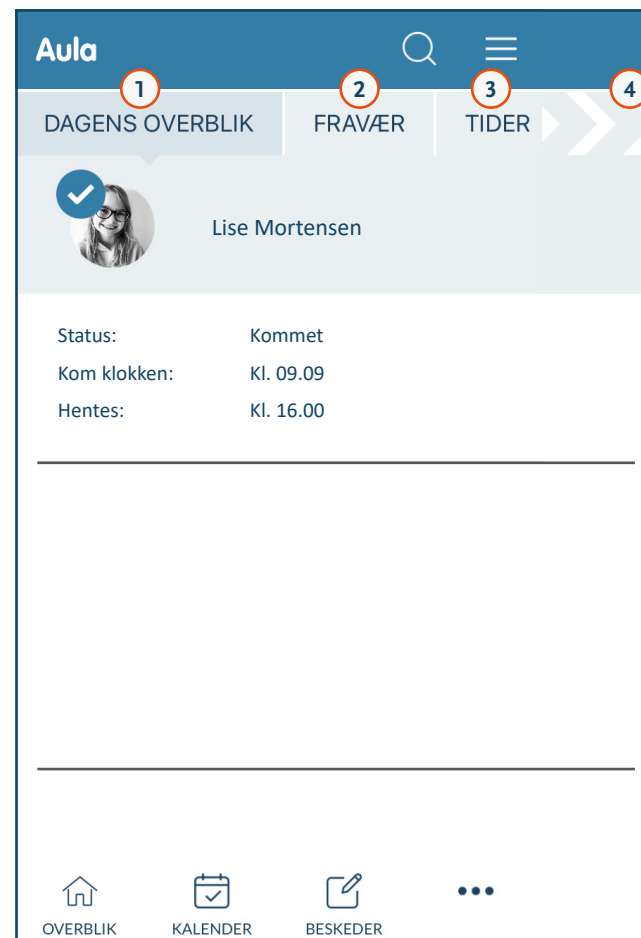 Aula
1 2 3 4
DAGENS OVERBLIK FRAVÆR TIDER
Lise Mortensen
Status: Kommet
Kom klokken: Kl. 09.09
Hentes: Kl. 16.00
OVERBLIK KALENDER BESKEDER